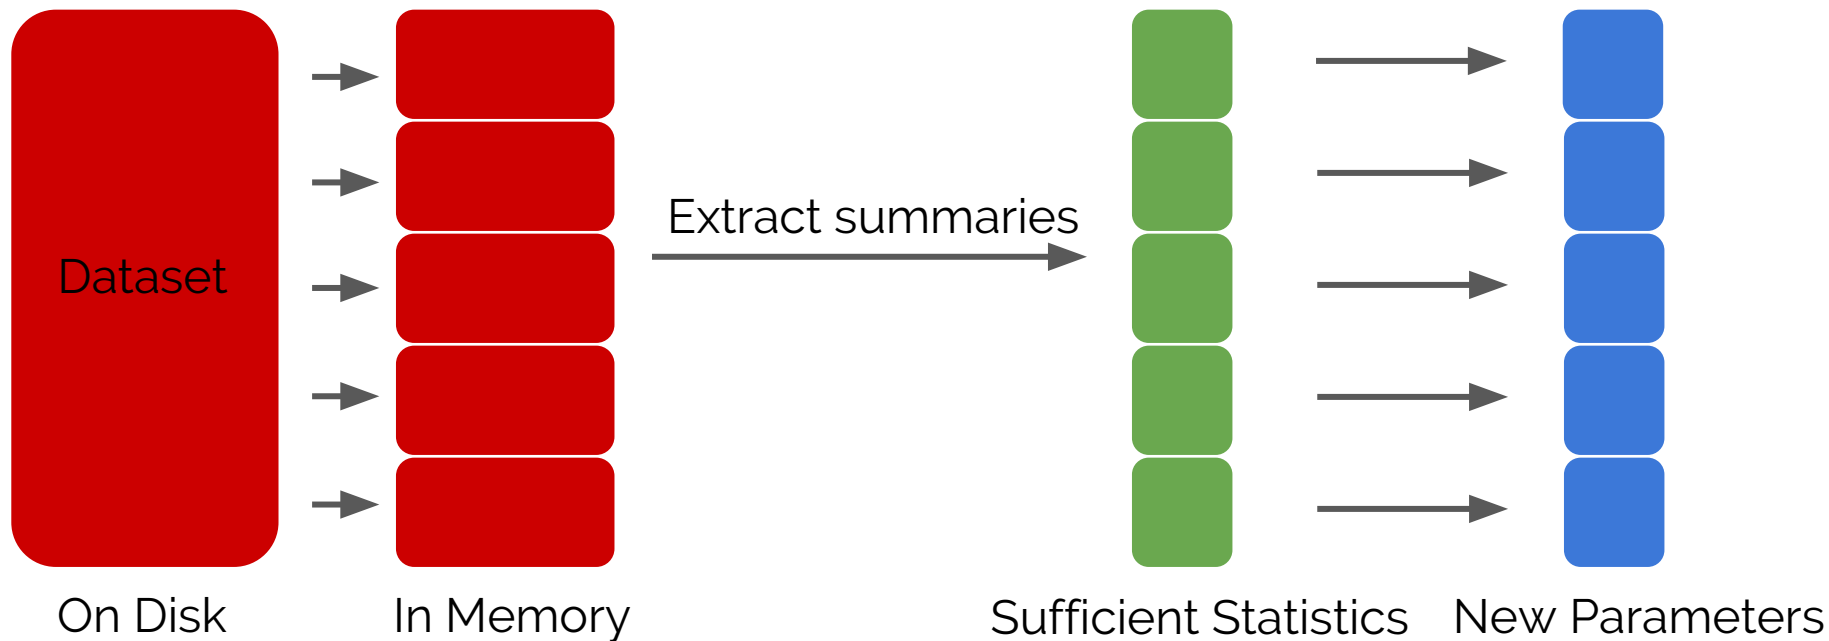 Extract summaries
Dataset
On Disk
In Memory
Sufficient Statistics
New Parameters